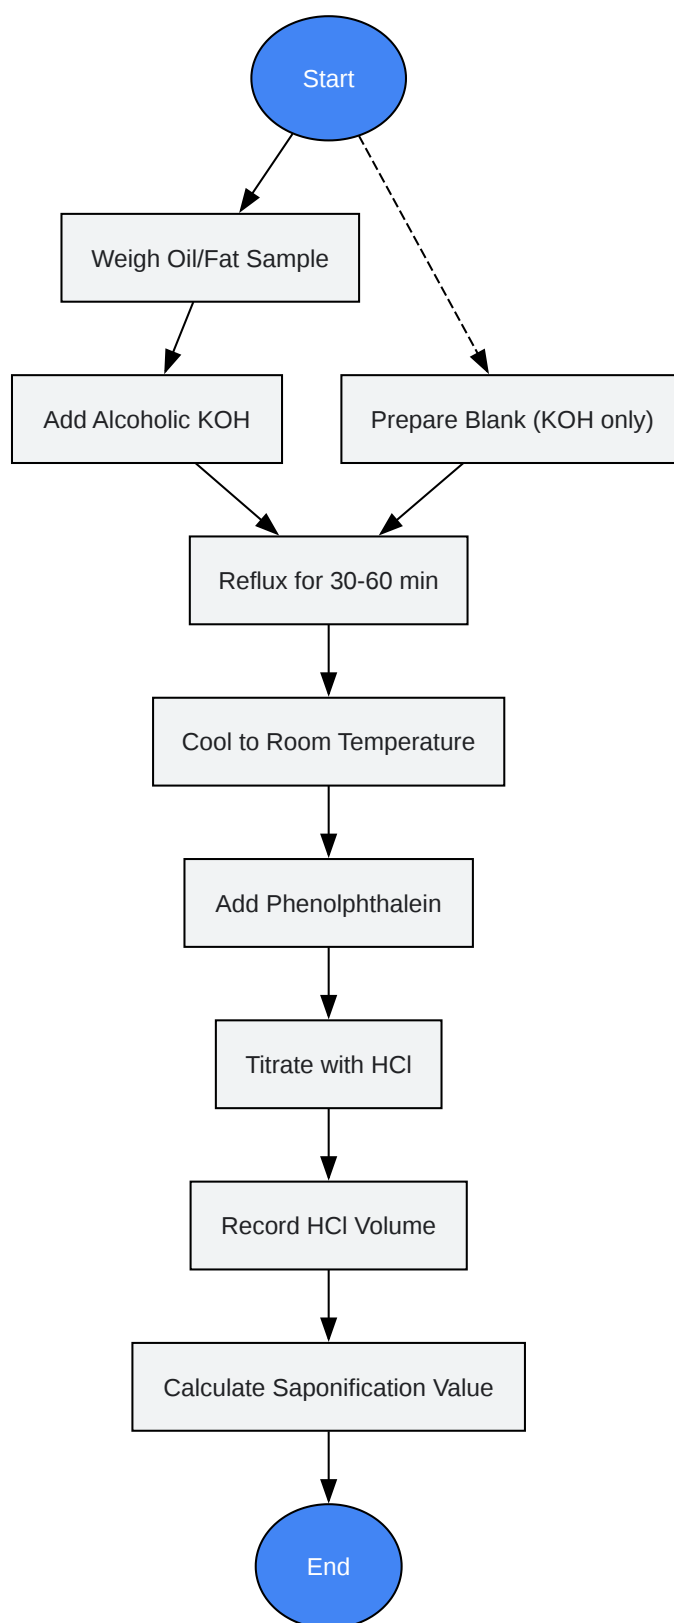 Start
Weigh Oil/Fat Sample
Add Alcoholic KOH
Prepare Blank (KOH only)
Reflux for 30-60 min
Cool to Room Temperature
Add Phenolphthalein
Titrate with HCl
Record HCl Volume
Calculate Saponification Value
End